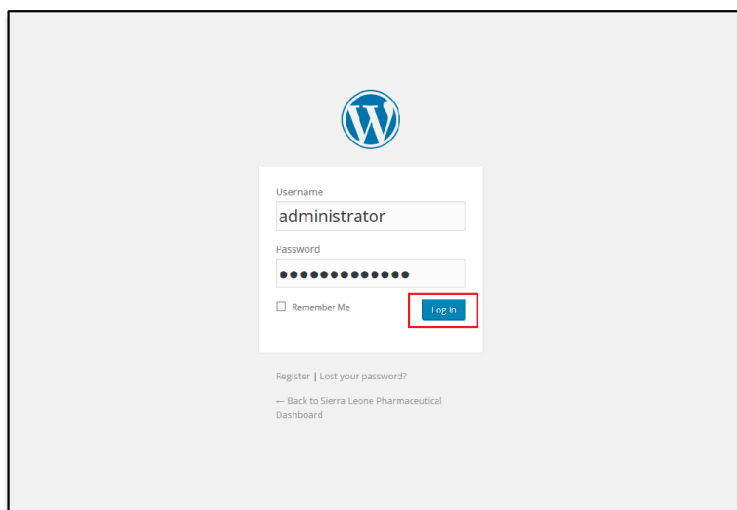 Username
administrator
Password
Remember Me
Log In
Register | Lost your password?
← Back to Sierra Leone Pharmaceutical
Dashboard